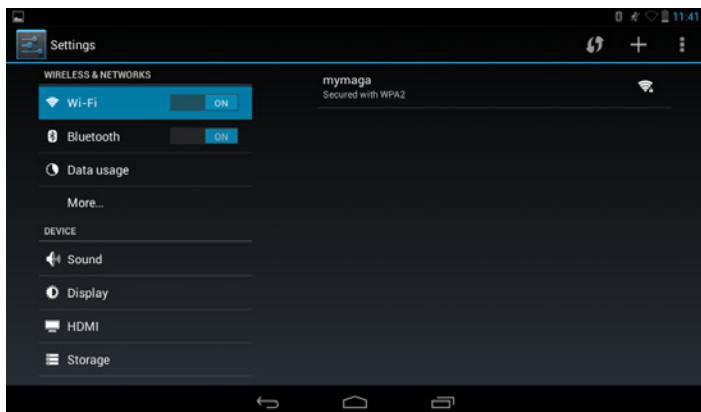 11:41
Settings
WIRELESS & NETWORKS
Wi-Fi
ON
Bluetooth
ON
Data usage
More...
DEVICE
Sound
Display
HDMI
Storage
mymaga
Secured with WPA2